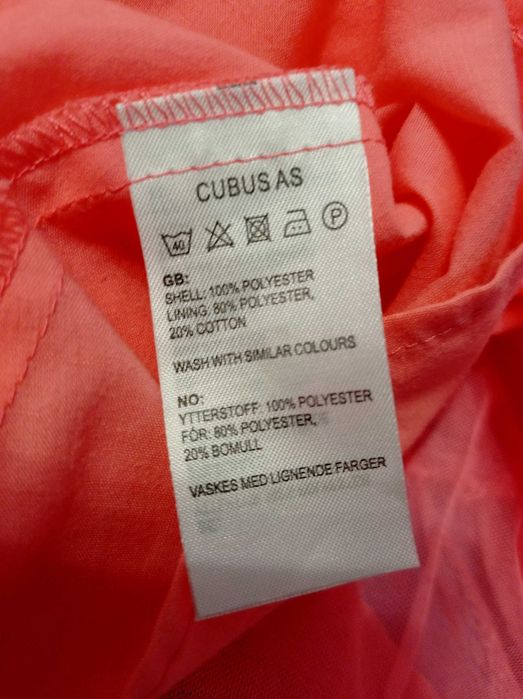 CUBUS AS
40 P
GB:
SHELL: 100% POLYESTER
LINING: 80% POLYESTER,
20% COTTON
WASH WITH SIMILAR COLOURS
NO:
YTTERSTOFF: 100% POLYESTER
FÓR: 80% POLYESTER,
20% BOMULL
VASKES MED LIGNENDE FARGER